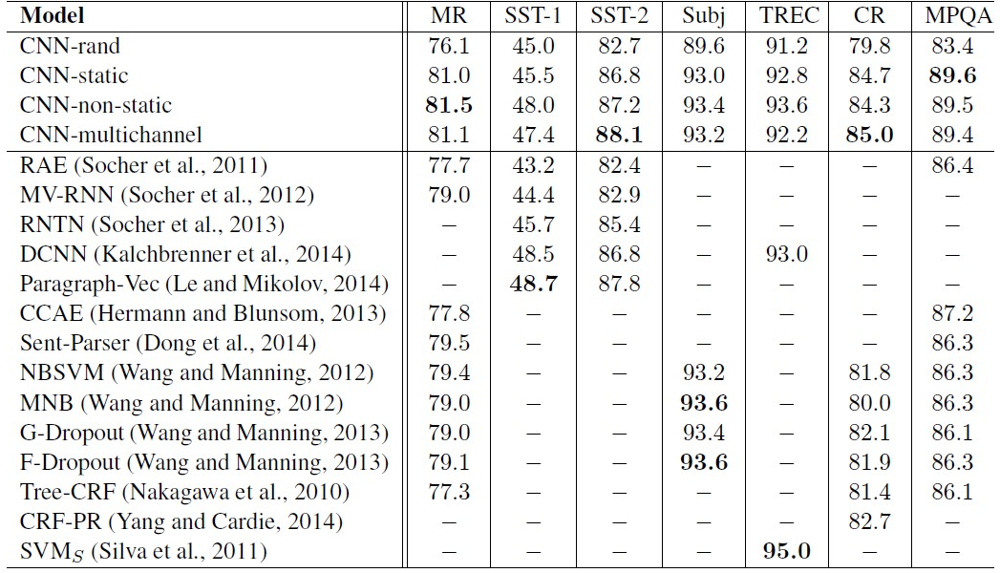 Model MR SST-1 SST-2 Subj TREC CR MPQA
CNN-rand 76.1 45.0 82.7 89.6 91.2 79.8 83.4
CNN-static 81.0 45.5 86.8 93.0 92.8 84.7 89.6
CNN-non-static 81.5 48.0 87.2 93.4 93.6 84.3 89.5
CNN-multichannel 81.1 47.4 88.1 93.2 92.2 85.0 89.4
RAE (Socher et al., 2011) 77.7 43.2 82.4 – – – 86.4
MV-RNN (Socher et al., 2012) 79.0 44.4 82.9 – – – –
RNTN (Socher et al., 2013) – 45.7 85.4 – – – –
DCNN (Kalchbrenner et al., 2014) – 48.5 86.8 – 93.0 – –
Paragraph-Vec (Le and Mikolov, 2014) – 48.7 87.8 – – – –
CCAE (Hermann and Blunsom, 2013) 77.8 – – – – – 87.2
Sent-Parser (Dong et al., 2014) 79.5 – – – – – 86.3
NBSVM (Wang and Manning, 2012) 79.4 – – 93.2 – 81.8 86.3
MNB (Wang and Manning, 2012) 79.0 – – 93.6 – 80.0 86.3
G-Dropout (Wang and Manning, 2013) 79.0 – – 93.4 – 82.1 86.1
F-Dropout (Wang and Manning, 2013) 79.1 – – 93.6 – 81.9 86.3
Tree-CRF (Nakagawa et al., 2010) 77.3 – – – – 81.4 86.1
CRF-PR (Yang and Cardie, 2014) – – – – – 82.7 –
SVMS (Silva et al., 2011) – – – – 95.0 – –